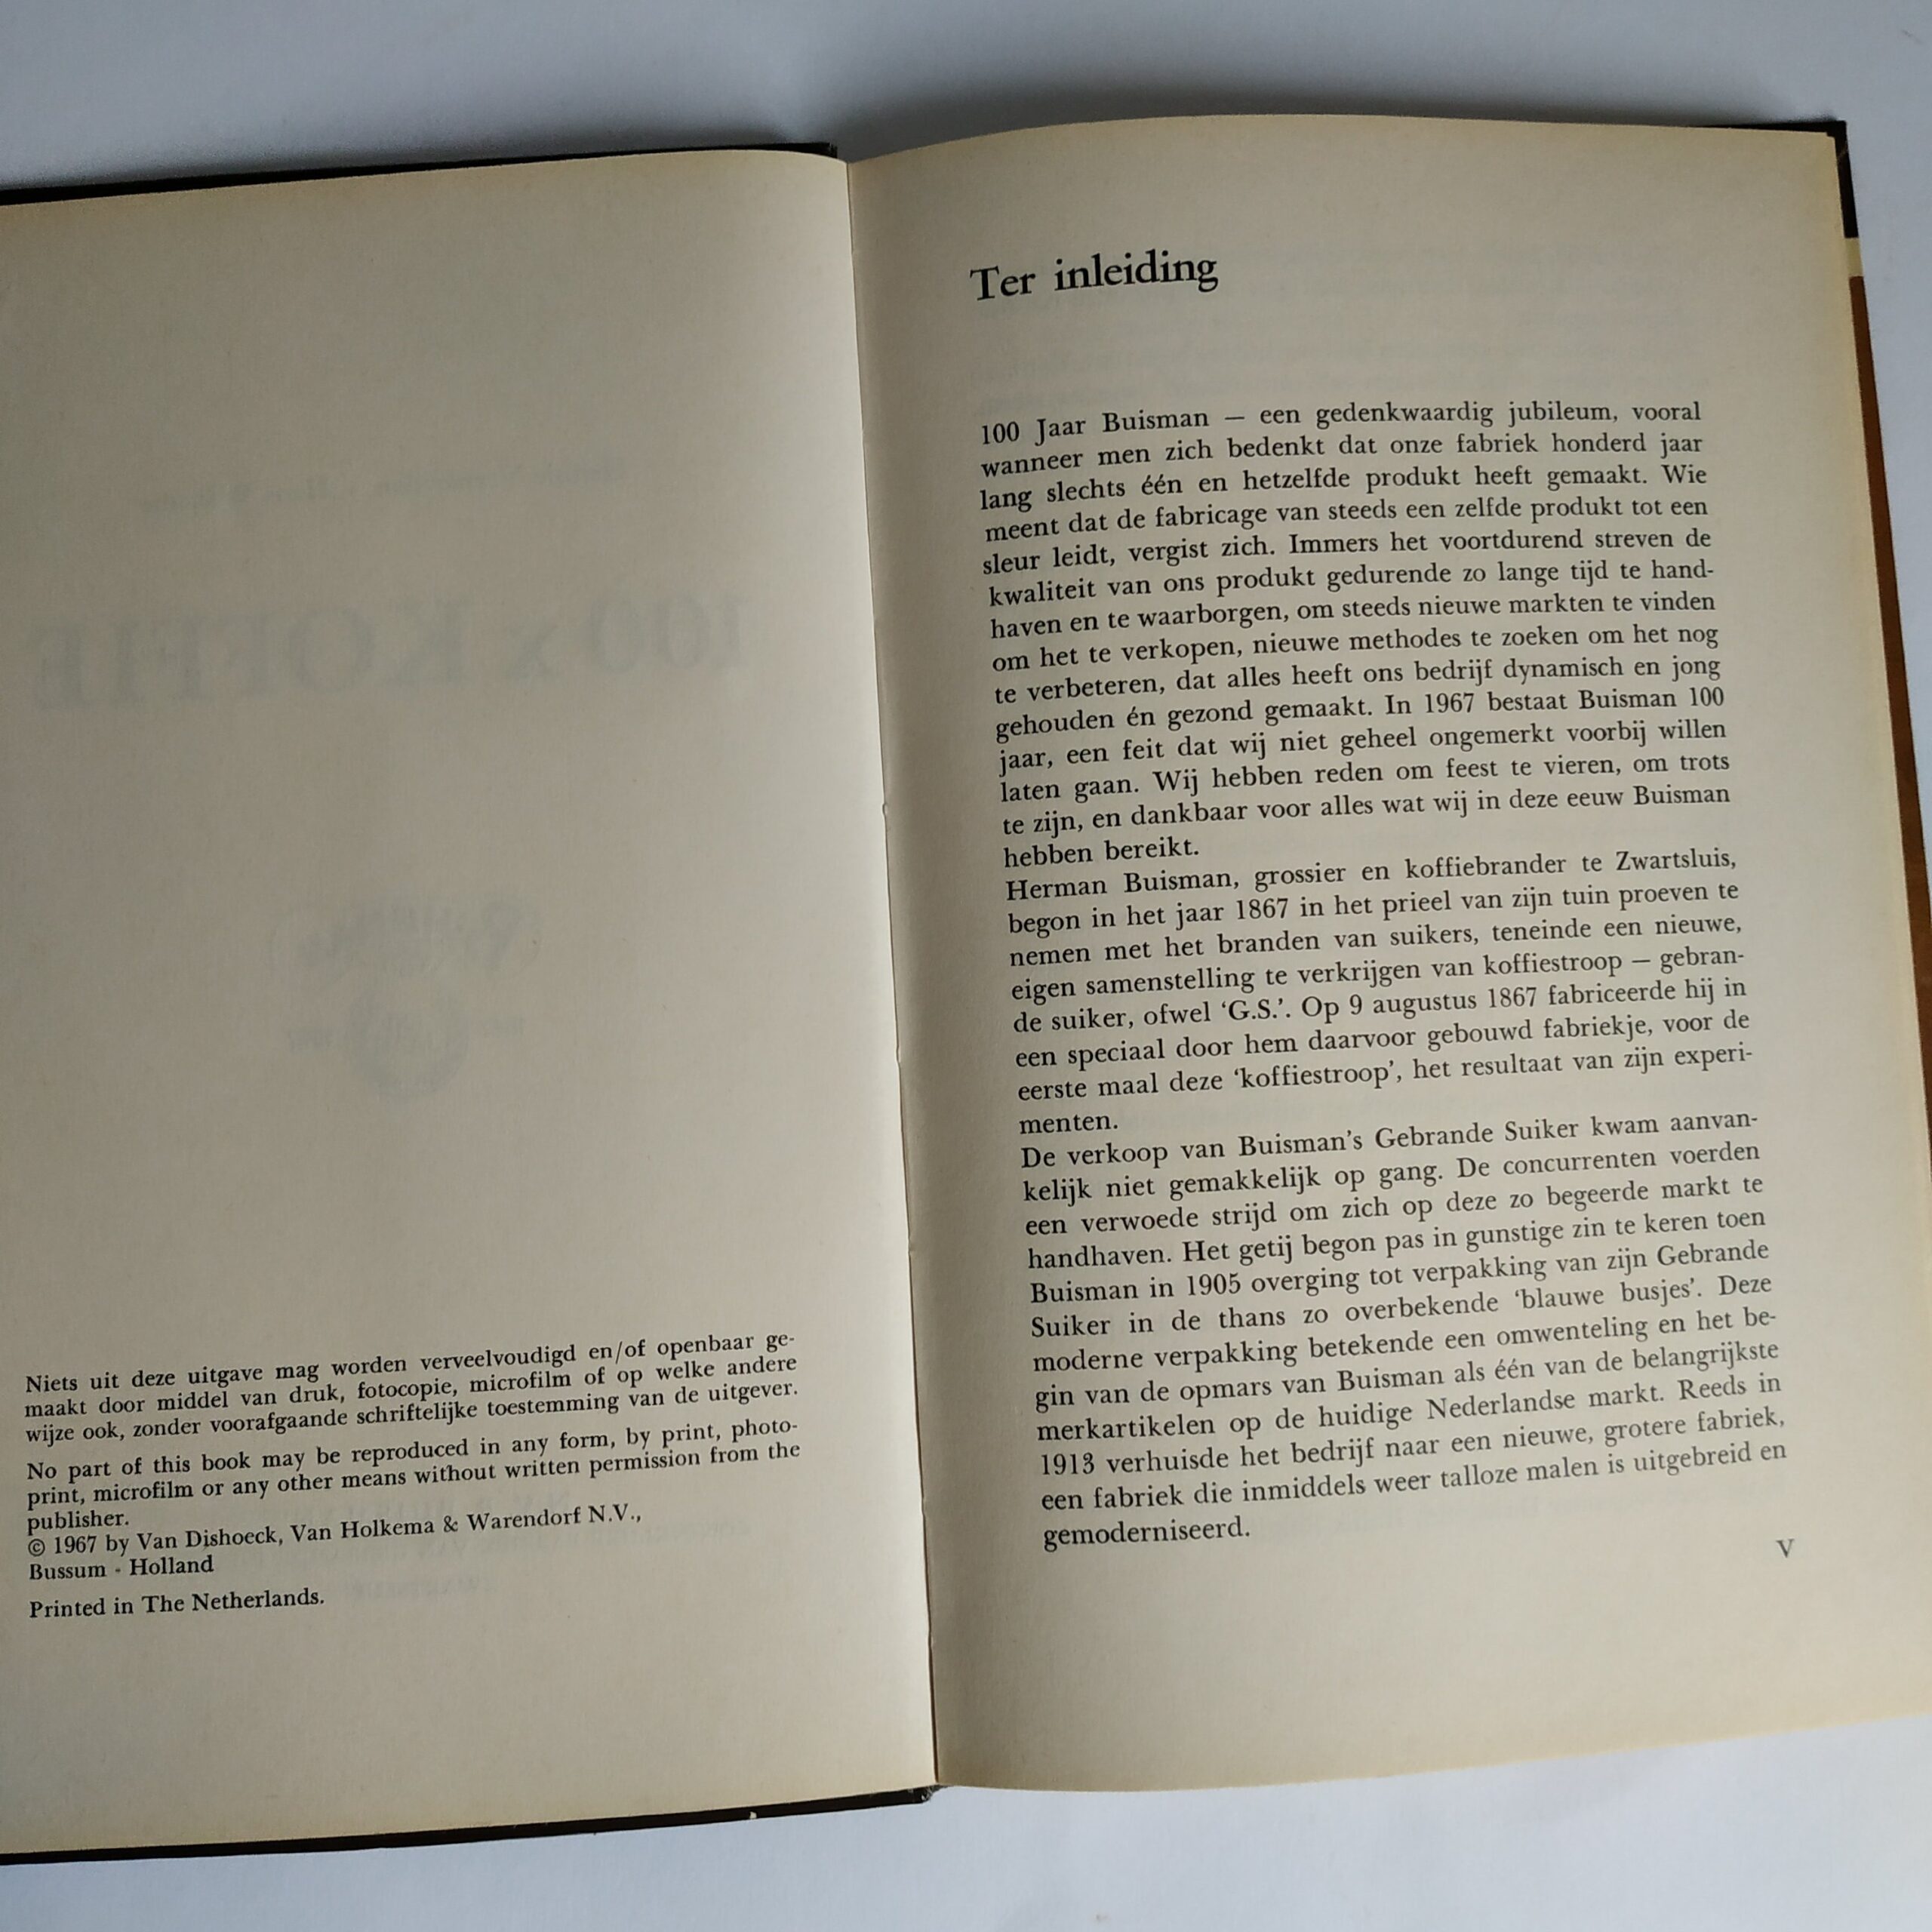 Niets uit deze uitgave mag worden verveelvoudigd en/of openbaar ge-
maakt door middel van druk, fotocopie, microfilm of op welke andere
wijze ook, zonder voorafgaande schriftelijke toestemming van de uitgever.
No part of this book may be reproduced in any form, by print, photo-
print, microfilm or any other means without written permission from the
publisher.
© 1967 by Van Dishoeck, Van Holkema & Warendorf N.V.,
Bussum - Holland
Printed in The Netherlands.
Ter inleiding
100 Jaar Buisman — een gedenkwaardig jubileum, vooral
wanneer men zich bedenkt dat onze fabriek honderd jaar
lang slechts één en hetzelfde produkt heeft gemaakt. Wie
meent dat de fabricage van steeds een zelfde produkt tot een
sleur leidt, vergist zich. Immers het voortdurend streven de
kwaliteit van ons produkt gedurende zo lange tijd te hand-
haven en te waarborgen, om steeds nieuwe markten te vinden
om het te verkopen, nieuwe methodes te zoeken om het nog
te verbeteren, dat alles heeft ons bedrijf dynamisch en jong
gehouden én gezond gemaakt. In 1967 bestaat Buisman 100
jaar, een feit dat wij niet geheel ongemerkt voorbij willen
laten gaan. Wij hebben reden om feest te vieren, om trots
te zijn, en dankbaar voor alles wat wij in deze eeuw Buisman
hebben bereikt.
Herman Buisman, grossier en koffiebrander te Zwartsluis,
begon in het jaar 1867 in het prieel van zijn tuin proeven te
nemen met het branden van suikers, teneinde een nieuwe,
eigen samenstelling te verkrijgen van koffiestroop — gebran-
de suiker, ofwel ‘G.S.’. Op 9 augustus 1867 fabriceerde hij in
een speciaal door hem daarvoor gebouwd fabriekje, voor de
eerste maal deze ‘koffiestroop’, het resultaat van zijn experi-
menten.
De verkoop van Buisman’s Gebrande Suiker kwam aanvan-
kelijk niet gemakkelijk op gang. De concurrenten voerden
een verwoede strijd om zich op deze zo begeerde markt te
handhaven. Het getij begon pas in gunstige zin te keren toen
Buisman in 1905 overging tot verpakking van zijn Gebrande
Suiker in de thans zo overbekende ‘blauwe busjes’. Deze
moderne verpakking betekende een omwenteling en het be-
gin van de opmars van Buisman als één van de belangrijkste
merkartikelen op de huidige Nederlandse markt. Reeds in
1913 verhuisde het bedrijf naar een nieuwe, grotere fabriek,
een fabriek die inmiddels weer talloze malen is uitgebreid en
gemoderniseerd.
V